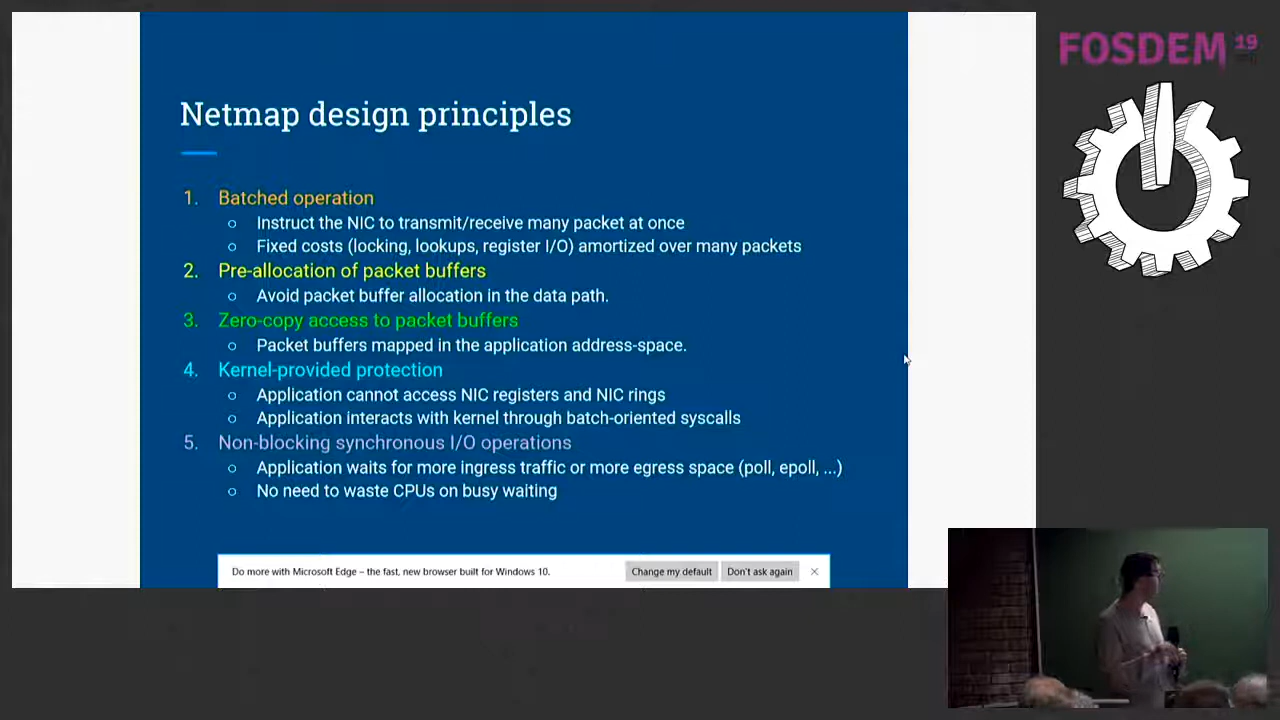 Netmap design principles
1. Batched operation
○ Instruct the NIC to transmit/receive many packet at once
○ Fixed costs (locking, lookups, register I/O) amortized over many packets
2. Pre-allocation of packet buffers
○ Avoid packet buffer allocation in the data path.
3. Zero-copy access to packet buffers
○ Packet buffers mapped in the application address-space.
4. Kernel-provided protection
○ Application cannot access NIC registers and NIC rings
○ Application interacts with kernel through batch-oriented syscalls
5. Non-blocking synchronous I/O operations
○ Application waits for more ingress traffic or more egress space (poll, epoll, ...)
○ No need to waste CPUs on busy waiting
Do more with Microsoft Edge – the fast, new browser built for Windows 10.
Change my default
Don't ask again
FOSDEM 19